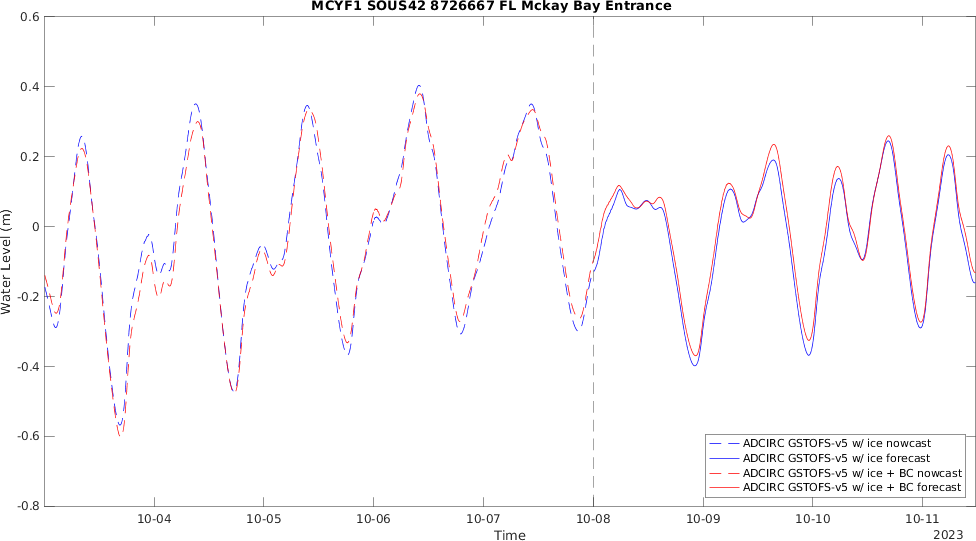 MCYF1 SOUS42 8726667 FL Mckay Bay Entrance
0.6
0.4
0.2
0
-0.2
-0.4
-0.6
-0.8
Water Level (m)
10-04 10-05 10-06 10-07 10-08 10-09 10-10 10-11
Time
2023
ADCIRC GSTOFS-v5 w/ ice nowcast
ADCIRC GSTOFS-v5 w/ ice forecast
ADCIRC GSTOFS-v5 w/ ice + BC nowcast
ADCIRC GSTOFS-v5 w/ ice + BC forecast